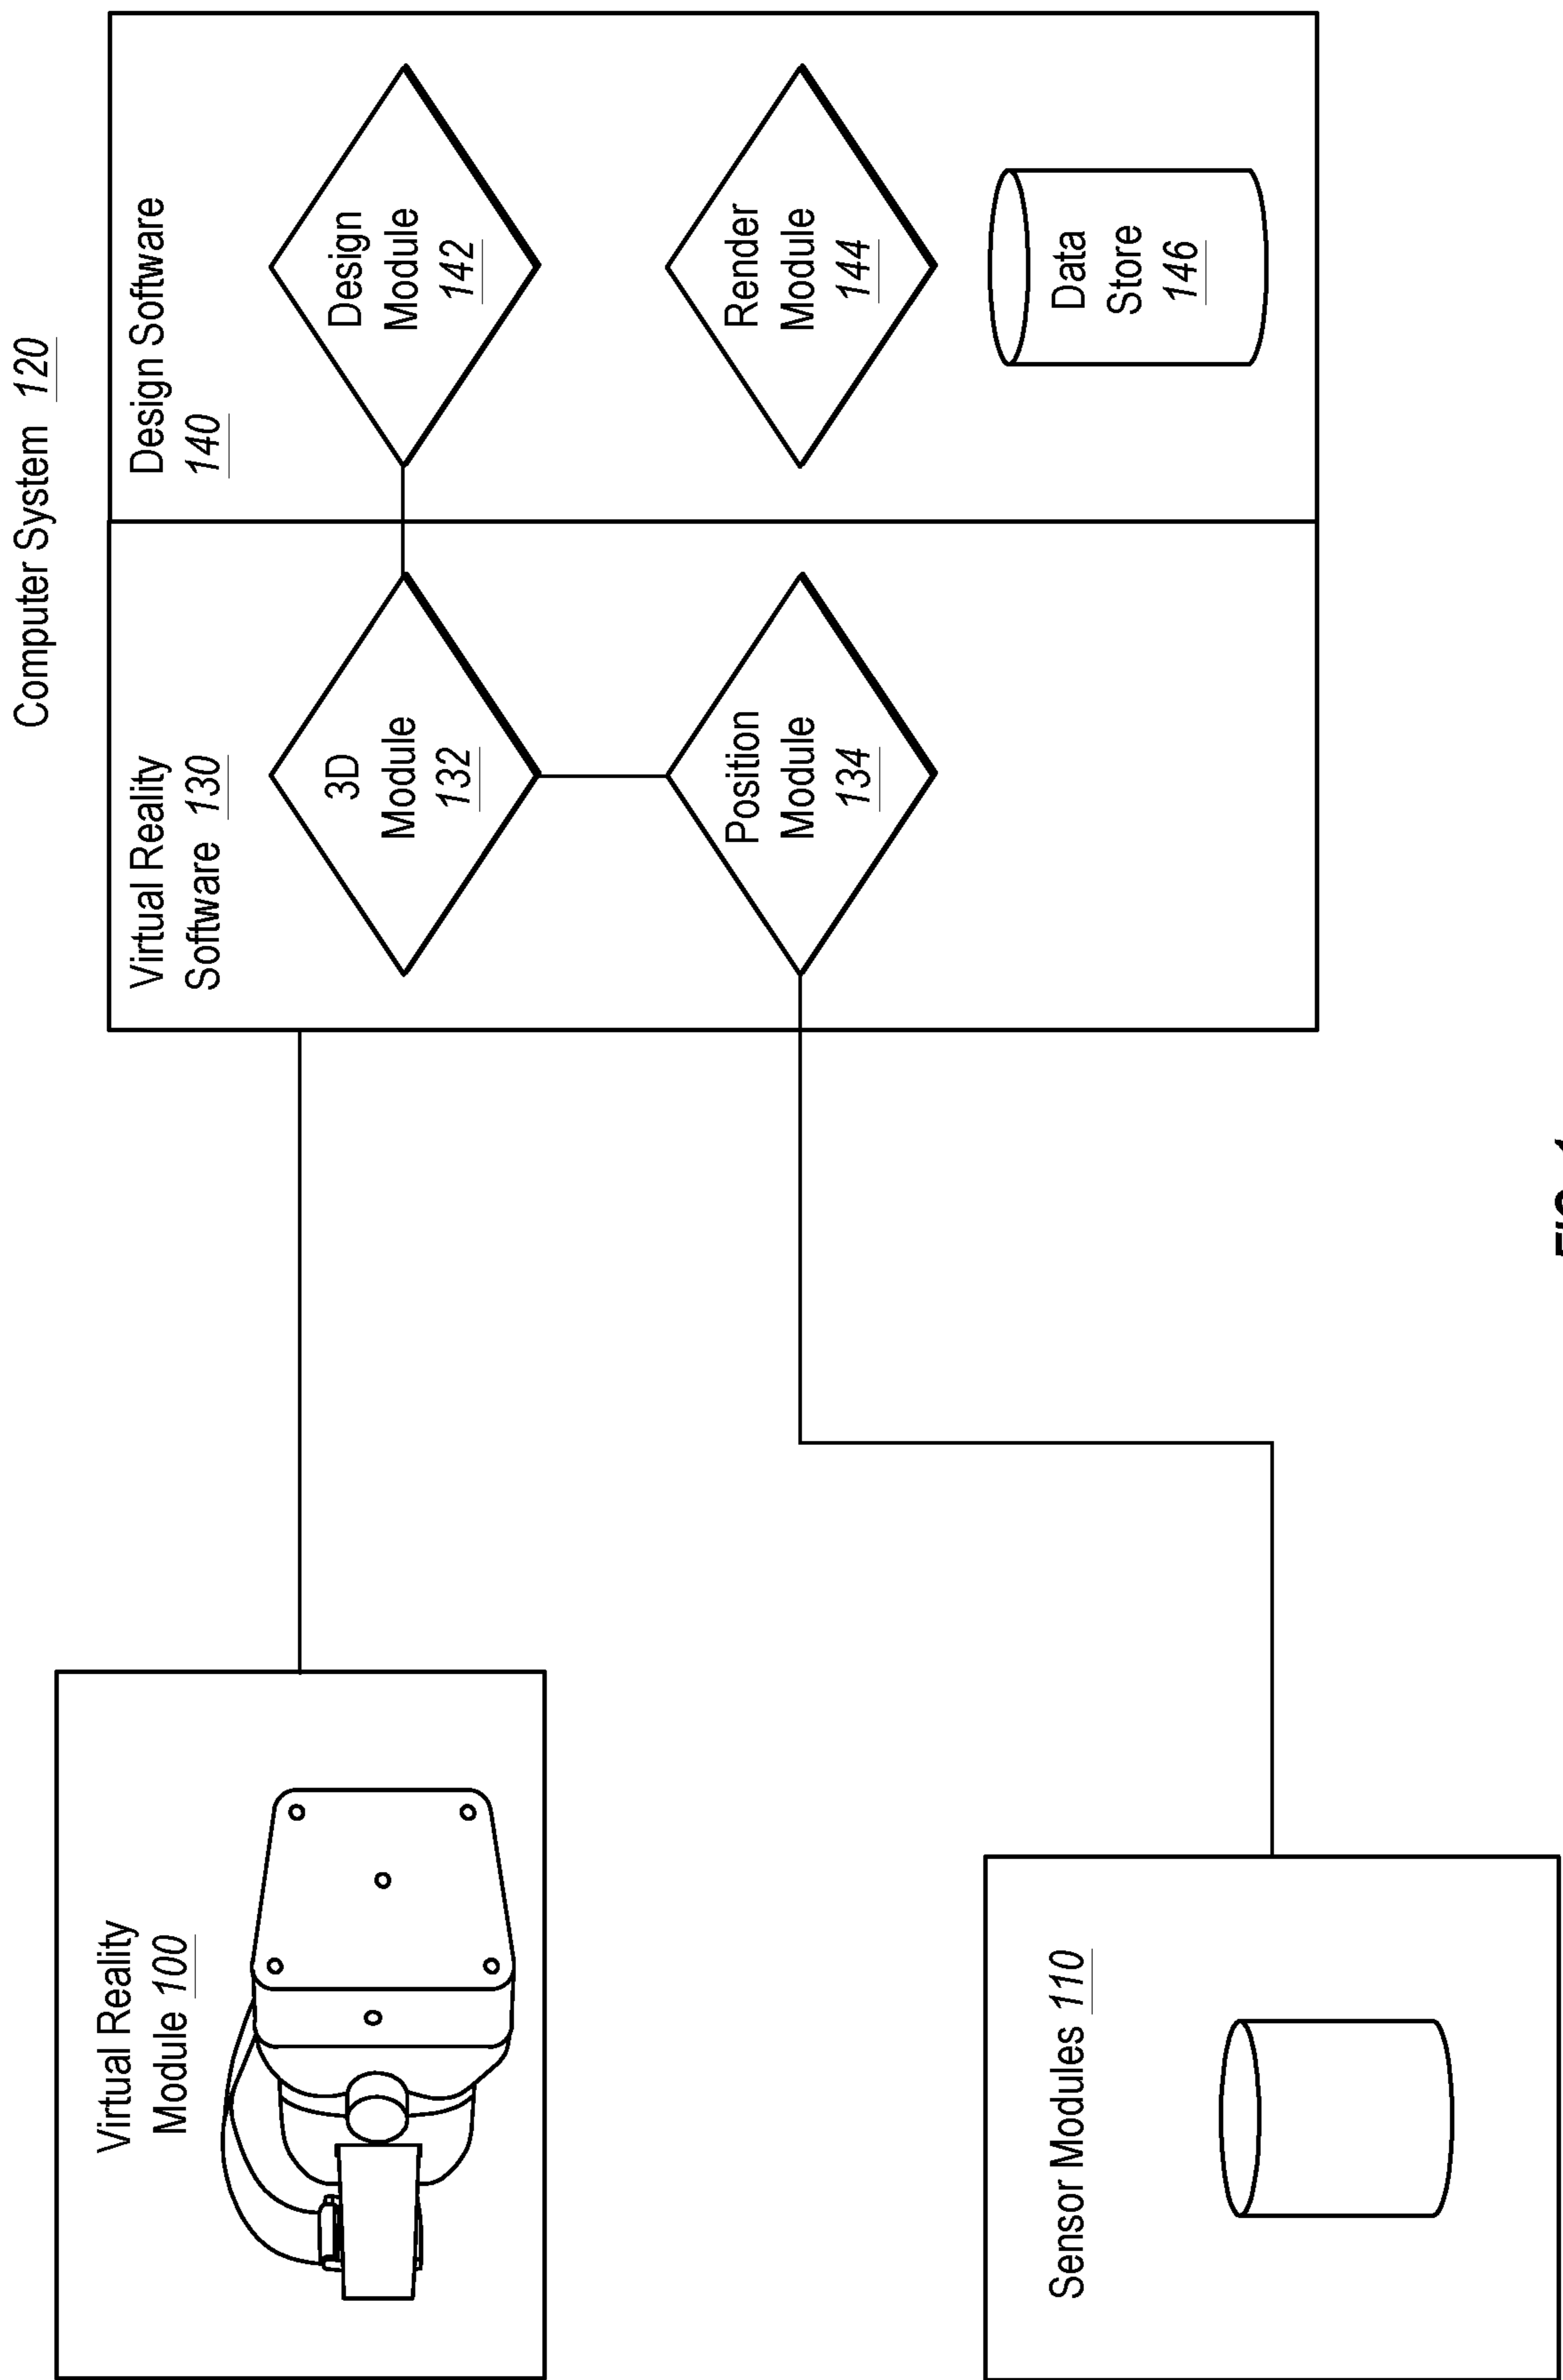 Computer System 120
Virtual Reality
Module 100
Virtual Reality
Software 130
Design Software
140
3D
Module
132
Design
Module
142
Position
Module
134
Render
Module
144
Sensor Modules 110
Data
Store
146